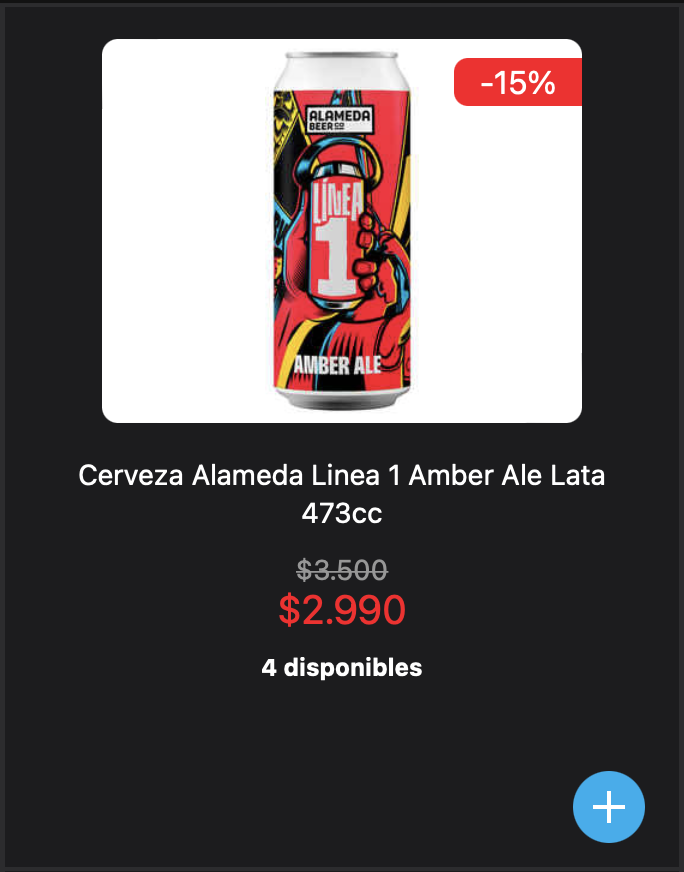 -15%
ALAMEDA
BEER CO
LÍNEA
1
AMBER ALE
Cerveza Alameda Linea 1 Amber Ale Lata
473cc
$3.500
$2.990
4 disponibles